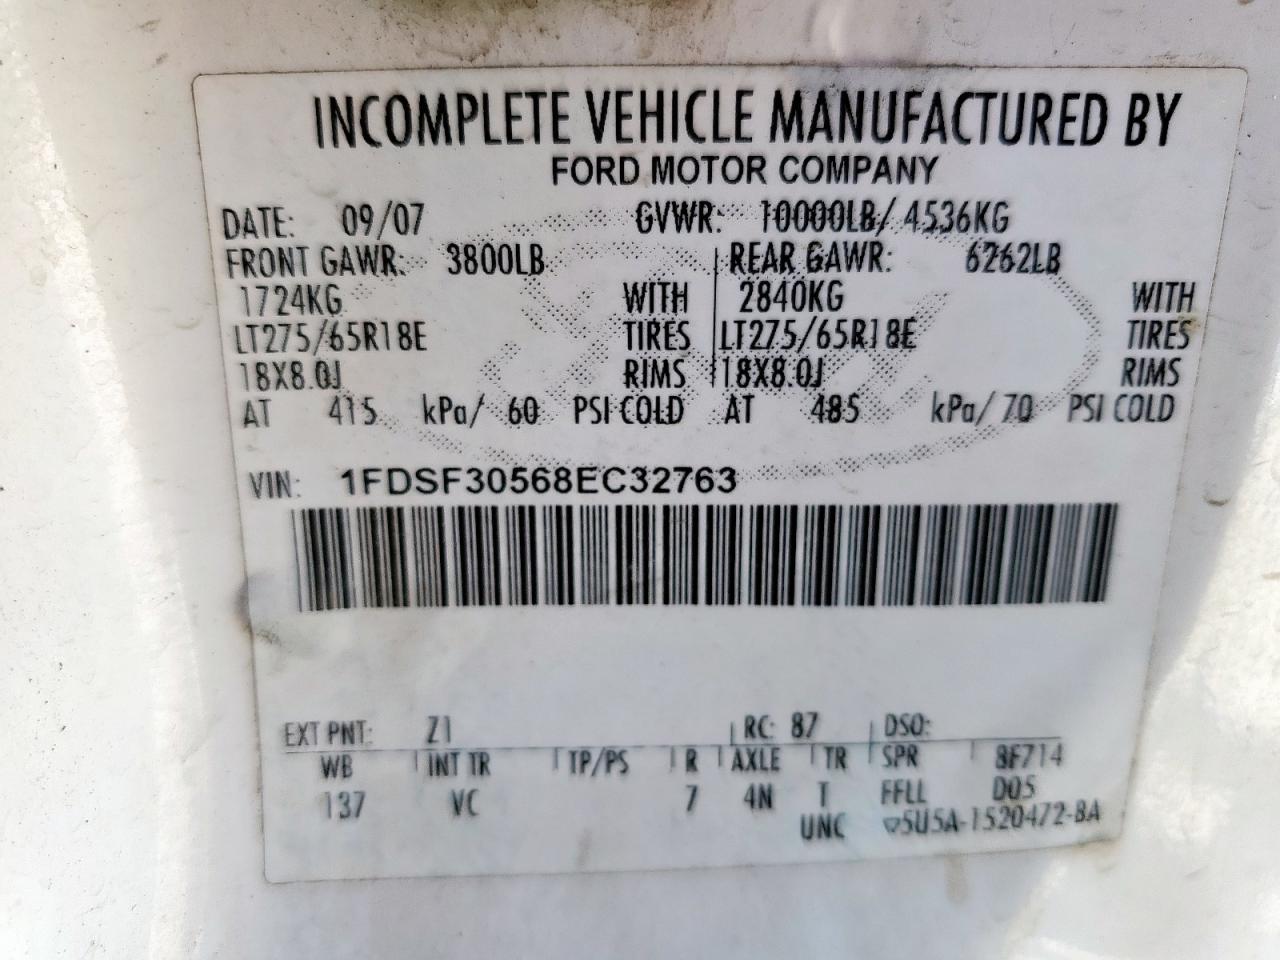 INCOMPLETE VEHICLE MANUFACTURED BY
FORD MOTOR COMPANY
DATE: 09/07 GVWR: 10000LB/ 4536KG
FRONT GAWR: 3800LB REAR GAWR: 6262LB
1724KG WITH 2840KG WITH
LT275/65R18E TIRES LT275/65R18E TIRES
18X8.0J RIMS 18X8.0J RIMS
AT 415 kPa/ 60 PSI COLD AT 485 kPa/ 70 PSI COLD
VIN: 1FDSF30568EC32763
EXT PNT: Z1 RC: 87 DSO:
WB INT TR TP/PS R AXLE TR SPR 8F714
137 VC 7 4N T FFLL D05
UNC 5U5A-1520472-BA